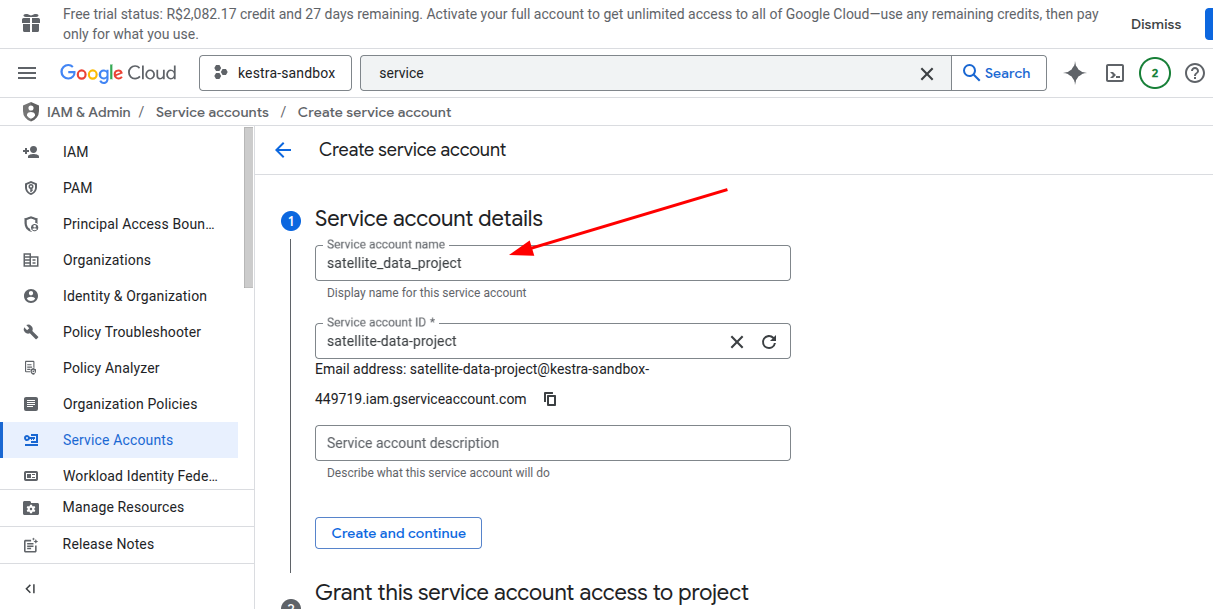 Free trial status: R$2,082.17 credit and 27 days remaining. Activate your full account to get unlimited access to all of Google Cloud—use any remaining credits, then pay
only for what you use.
Dismiss
Google Cloud
kestra-sandbox
service
Search
2
IAM & Admin / Service accounts / Create service account
IAM
PAM
Principal Access Boun...
Organizations
Identity & Organization
Policy Troubleshooter
Policy Analyzer
Organization Policies
Service Accounts
Workload Identity Fede...
Manage Resources
Release Notes
Create service account
1 Service account details
Service account name
satellite_data_project
Display name for this service account
Service account ID *
satellite-data-project
Email address: satellite-data-project@kestra-sandbox-
449719.iam.gserviceaccount.com
Service account description
Describe what this service account will do
Create and continue
2 Grant this service account access to project